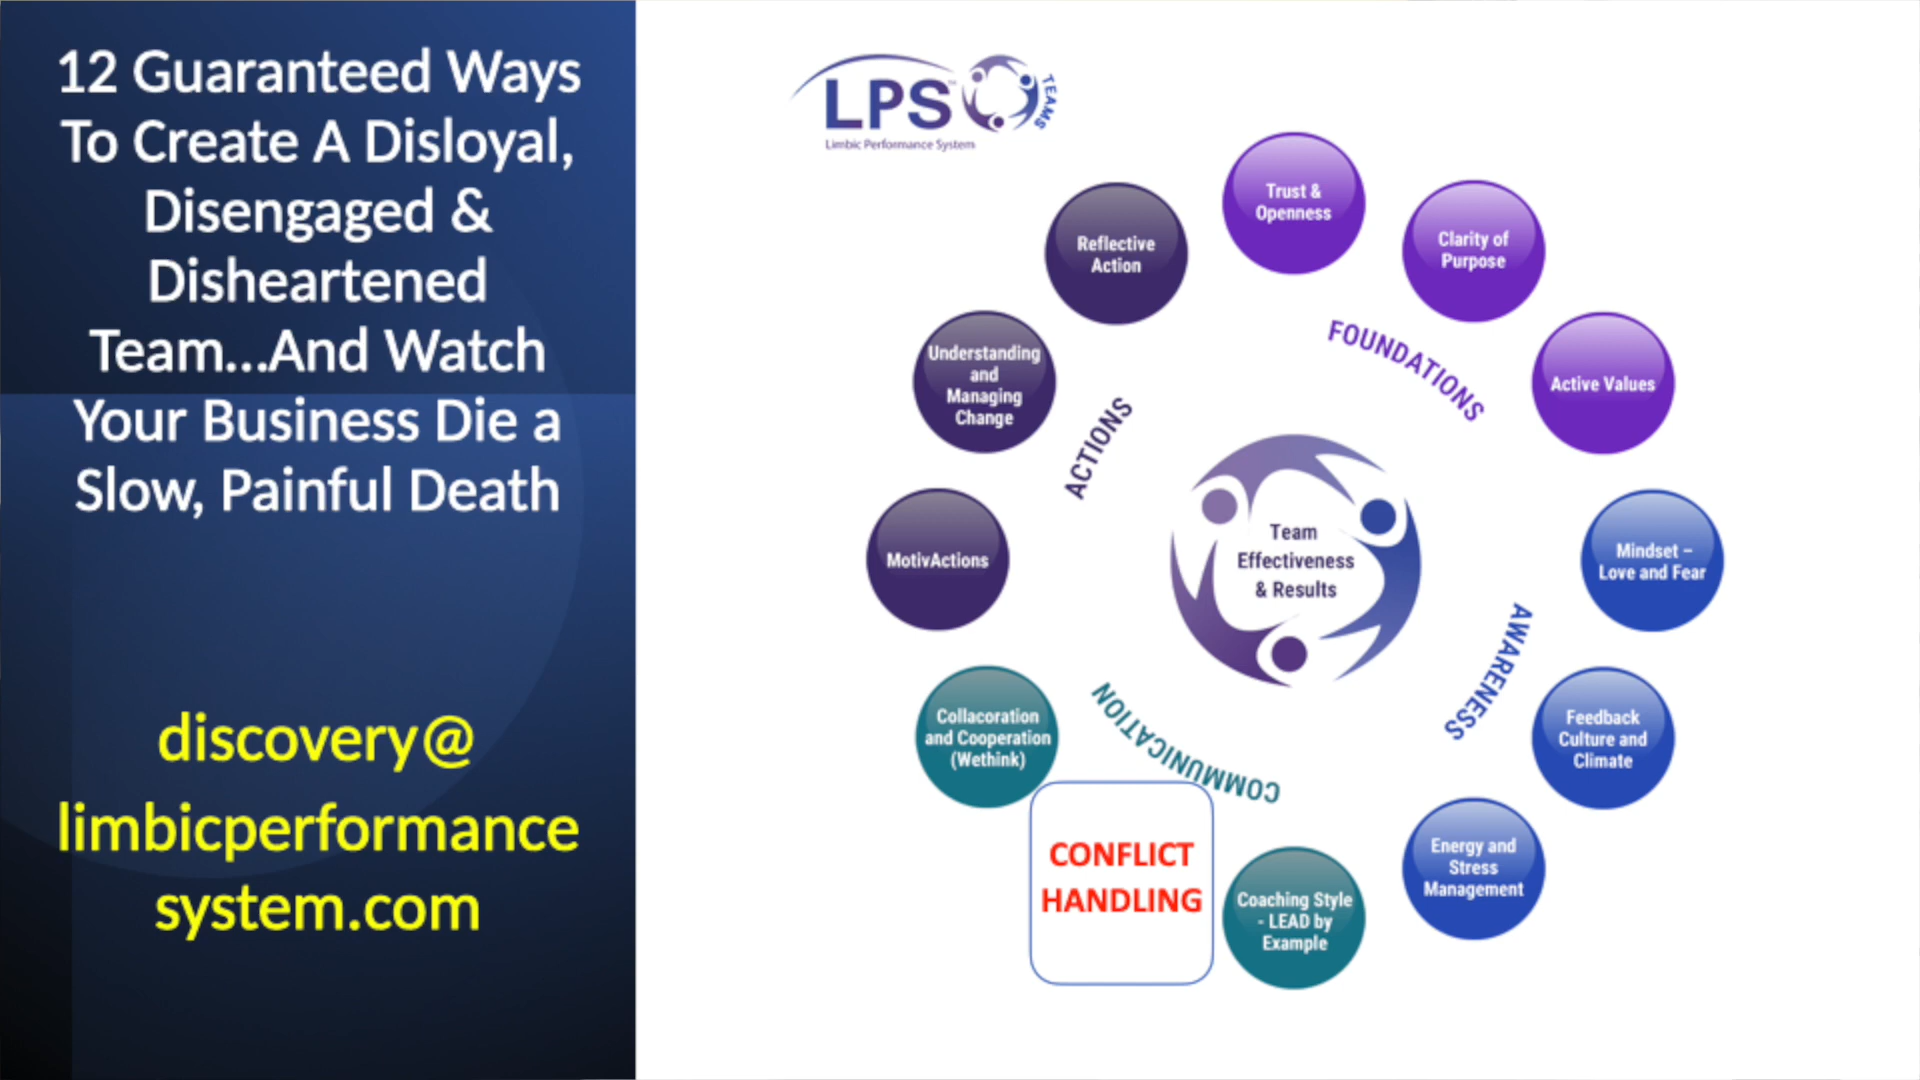 12 Guaranteed Ways
To Create A Disloyal,
Disengaged &
Disheartened
Team...And Watch
Your Business Die a
Slow, Painful Death
discovery@
limbicperformance
system.com
LPS™
TEAMS
Limbic Performance System
Trust &
Openness
Clarity of
Purpose
Active Values
Mindset –
Love and Fear
Feedback
Culture and
Climate
Energy and
Stress
Management
Coaching Style
- LEAD by
Example
CONFLICT
HANDLING
Collacoration
and Cooperation
(Wethink)
MotivActions
Understanding
and
Managing
Change
Reflective
Action
FOUNDATIONS
AWARENESS
COMMUNICATION
ACTIONS
Team
Effectiveness
& Results